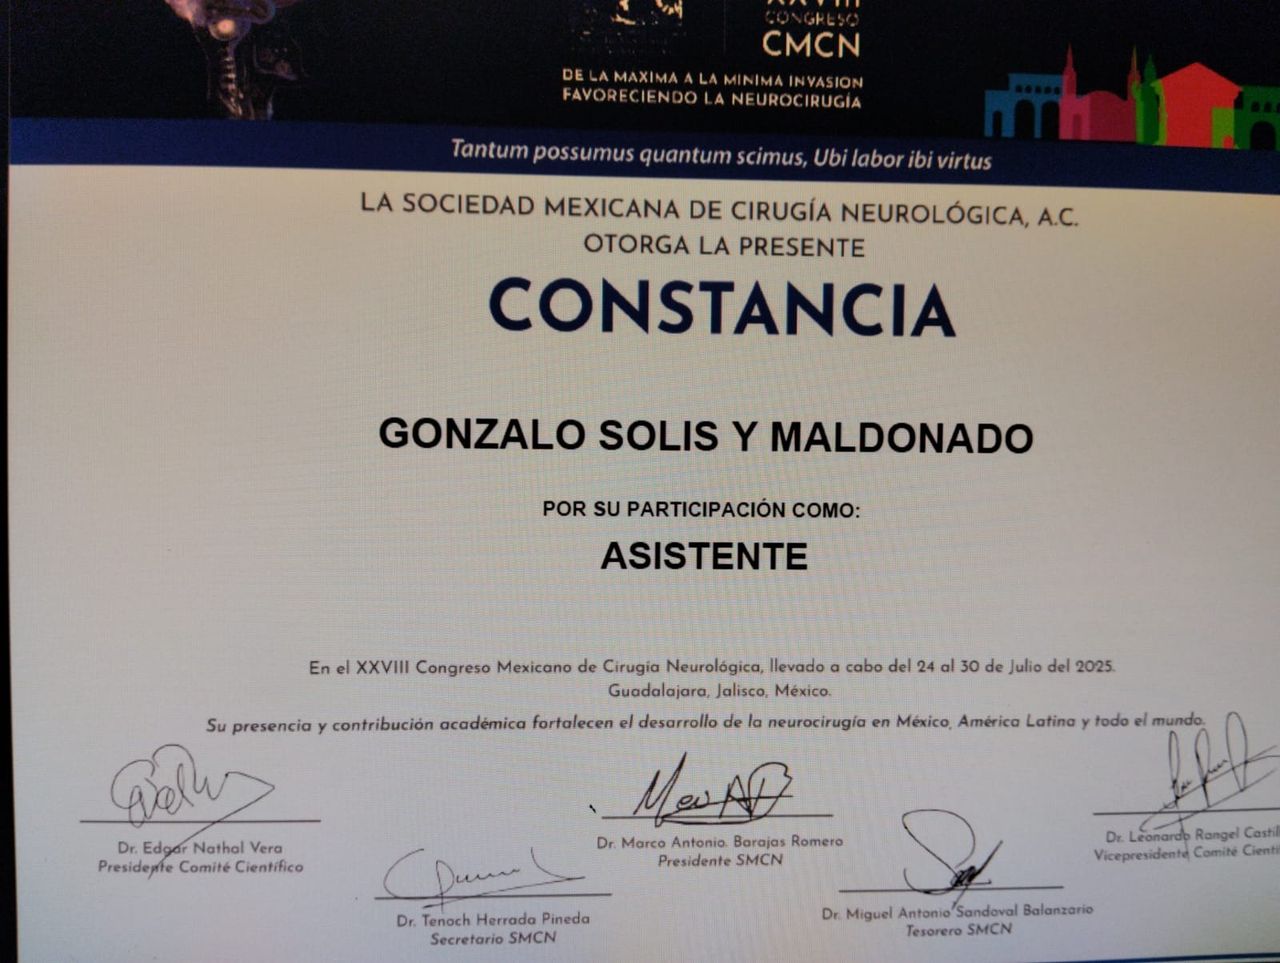 XXVIII
CONGRESO
CMCN
DE LA MAXIMA A LA MINIMA INVASION
FAVORECIENDO LA NEUROCIRUGÍA
Tantum possumus quantum scimus, Ubi labor ibi virtus
LA SOCIEDAD MEXICANA DE CIRUGÍA NEUROLÓGICA, A.C.
OTORGA LA PRESENTE
CONSTANCIA
GONZALO SOLIS Y MALDONADO
POR SU PARTICIPACIÓN COMO:
ASISTENTE
En el XXVIII Congreso Mexicano de Cirugía Neurológica, llevado a cabo del 24 al 30 de Julio del 2025.
Guadalajara, Jalisco, México.
Su presencia y contribución académica fortalecen el desarrollo de la neurocirugía en México, América Latina y todo el mundo.
Dr. Edgar Nathal Vera
Presidente Comité Científico
Dr. Marco Antonio. Barajas Romero
Presidente SMCN
Dr. Leonardo Rangel Castil
Vicepresidente Comité Cientí
Dr. Tenoch Herrada Pineda
Secretario SMCN
Dr. Miguel Antonio Sandoval Balanzario
Tesorero SMCN